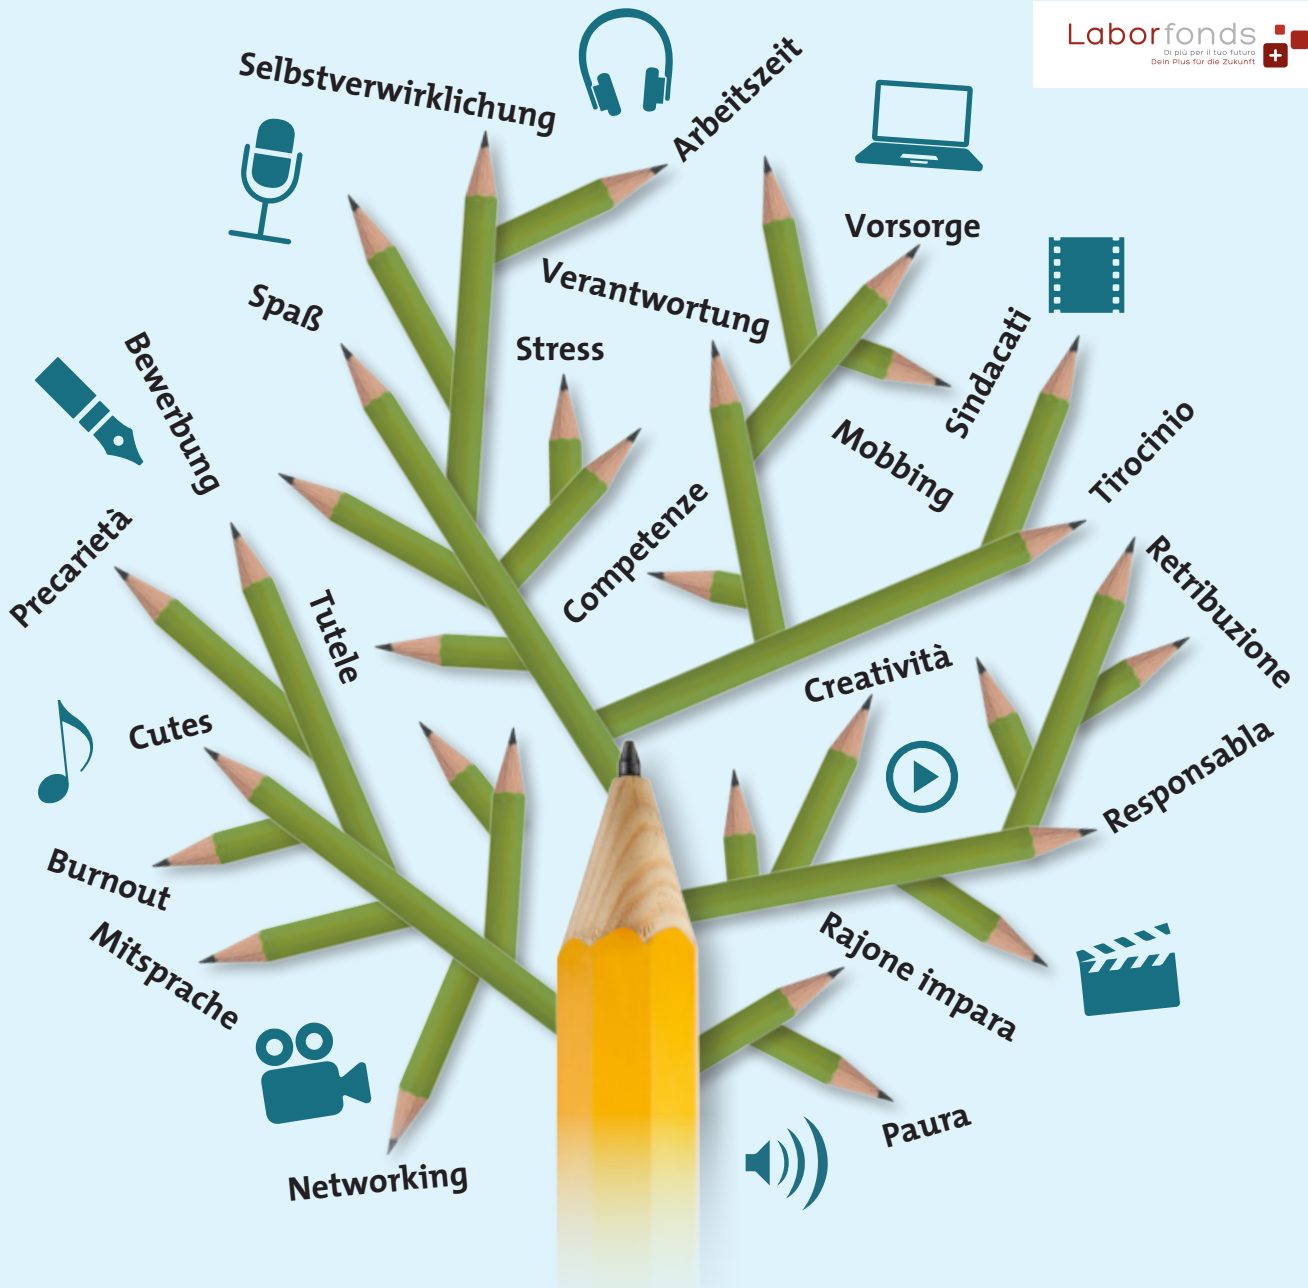 Laborfonds
Di più per il tuo futuro
Dein Plus für die Zukunft
Selbstverwirklichung
Arbeitszeit
Vorsorge
Verantwortung
Spaß
Stress
Bewerbung
Sindacati
Mobbing
Tirocinio
Competenze
Precarietà
Retribuzione
Tutele
Creatività
Cutes
Responsabla
Burnout
Mitsprache
Rajone impara
Paura
Networking